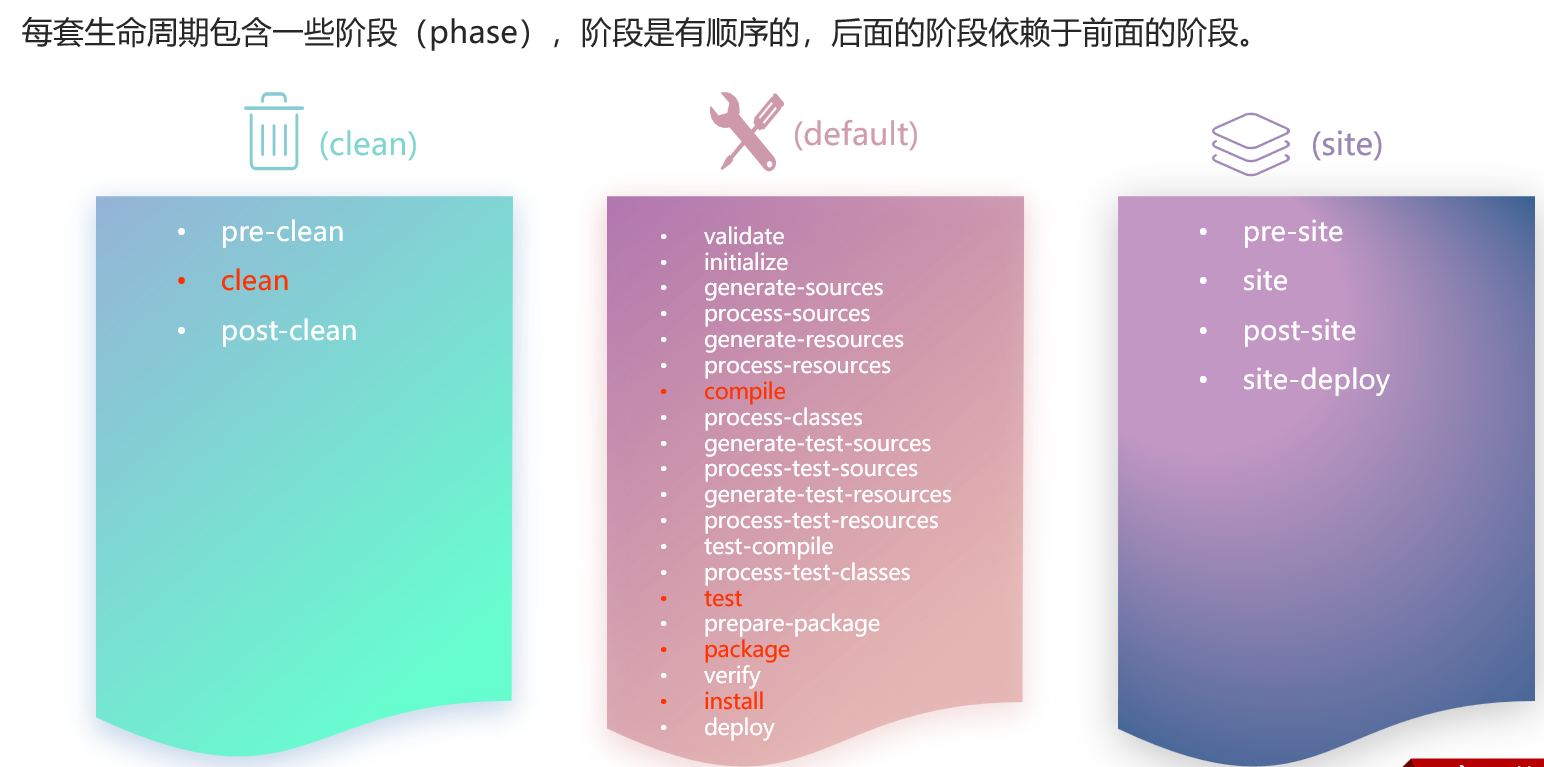 每套生命周期包含一些阶段（phase），阶段是有顺序的，后面的阶段依赖于前面的阶段。
(clean)
• pre-clean
• clean
• post-clean
(default)
• validate
• initialize
• generate-sources
• process-sources
• generate-resources
• process-resources
• compile
• process-classes
• generate-test-sources
• process-test-sources
• generate-test-resources
• process-test-resources
• test-compile
• process-test-classes
• test
• prepare-package
• package
• verify
• install
• deploy
(site)
• pre-site
• site
• post-site
• site-deploy